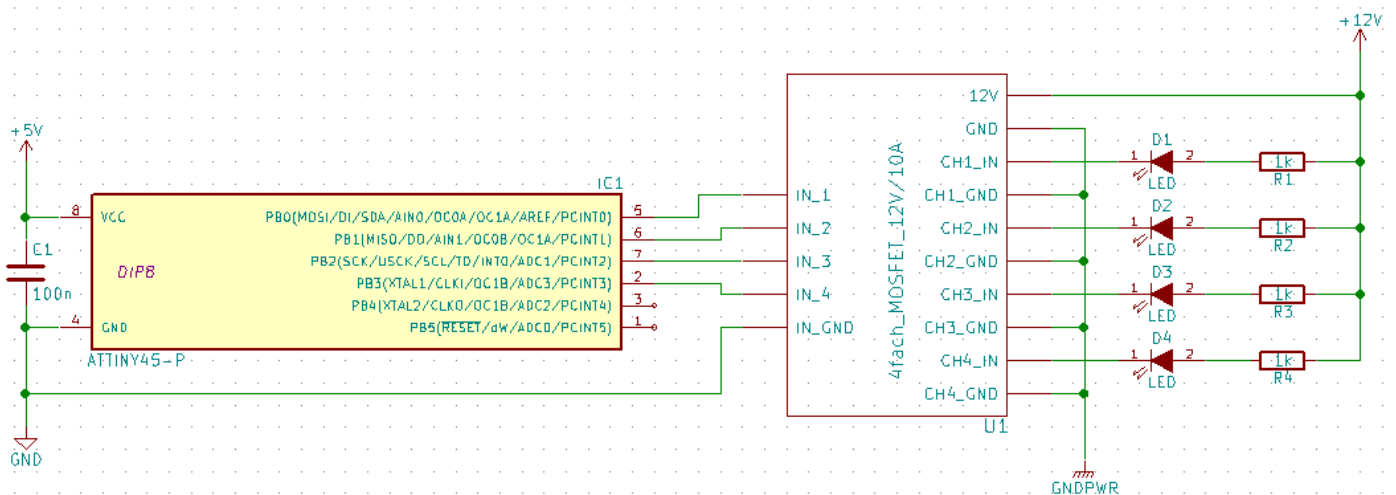 +12V
+5V
C1
100n
GND
IC1
8
VCC
DIP8
4
GND
PB0(MOSI/DI/SDA/AIN0/OC0A/OC1A/AREF/PCINT0)
5
PB1(MISO/DO/AIN1/OC0B/OC1A/PCINT1)
6
PB2(SCK/USCK/SCL/T0/INT0/ADC1/PCINT2)
7
PB3(XTAL1/CLKI/OC1B/ADC3/PCINT3)
2
PB4(XTAL2/CLKO/OC1B/ADC2/PCINT4)
3
PB5(RESET/dW/ADC0/PCINT5)
1
ATTINY45-P
IN_1
IN_2
IN_3
IN_4
IN_GND
4fach_MOSFET_12V/10A
12V
GND
CH1_IN
CH1_GND
CH2_IN
CH2_GND
CH3_IN
CH3_GND
CH4_IN
CH4_GND
U1
GNDPWR
D1
1
2
LED
1k
R1
D2
1
2
LED
1k
R2
D3
1
2
LED
1k
R3
D4
1
2
LED
1k
R4